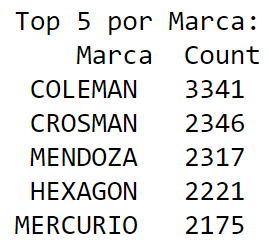 Top 5 por Marca:
Marca Count
COLEMAN 3341
CROSMAN 2346
MENDOZA 2317
HEXAGON 2221
MERCURIO 2175